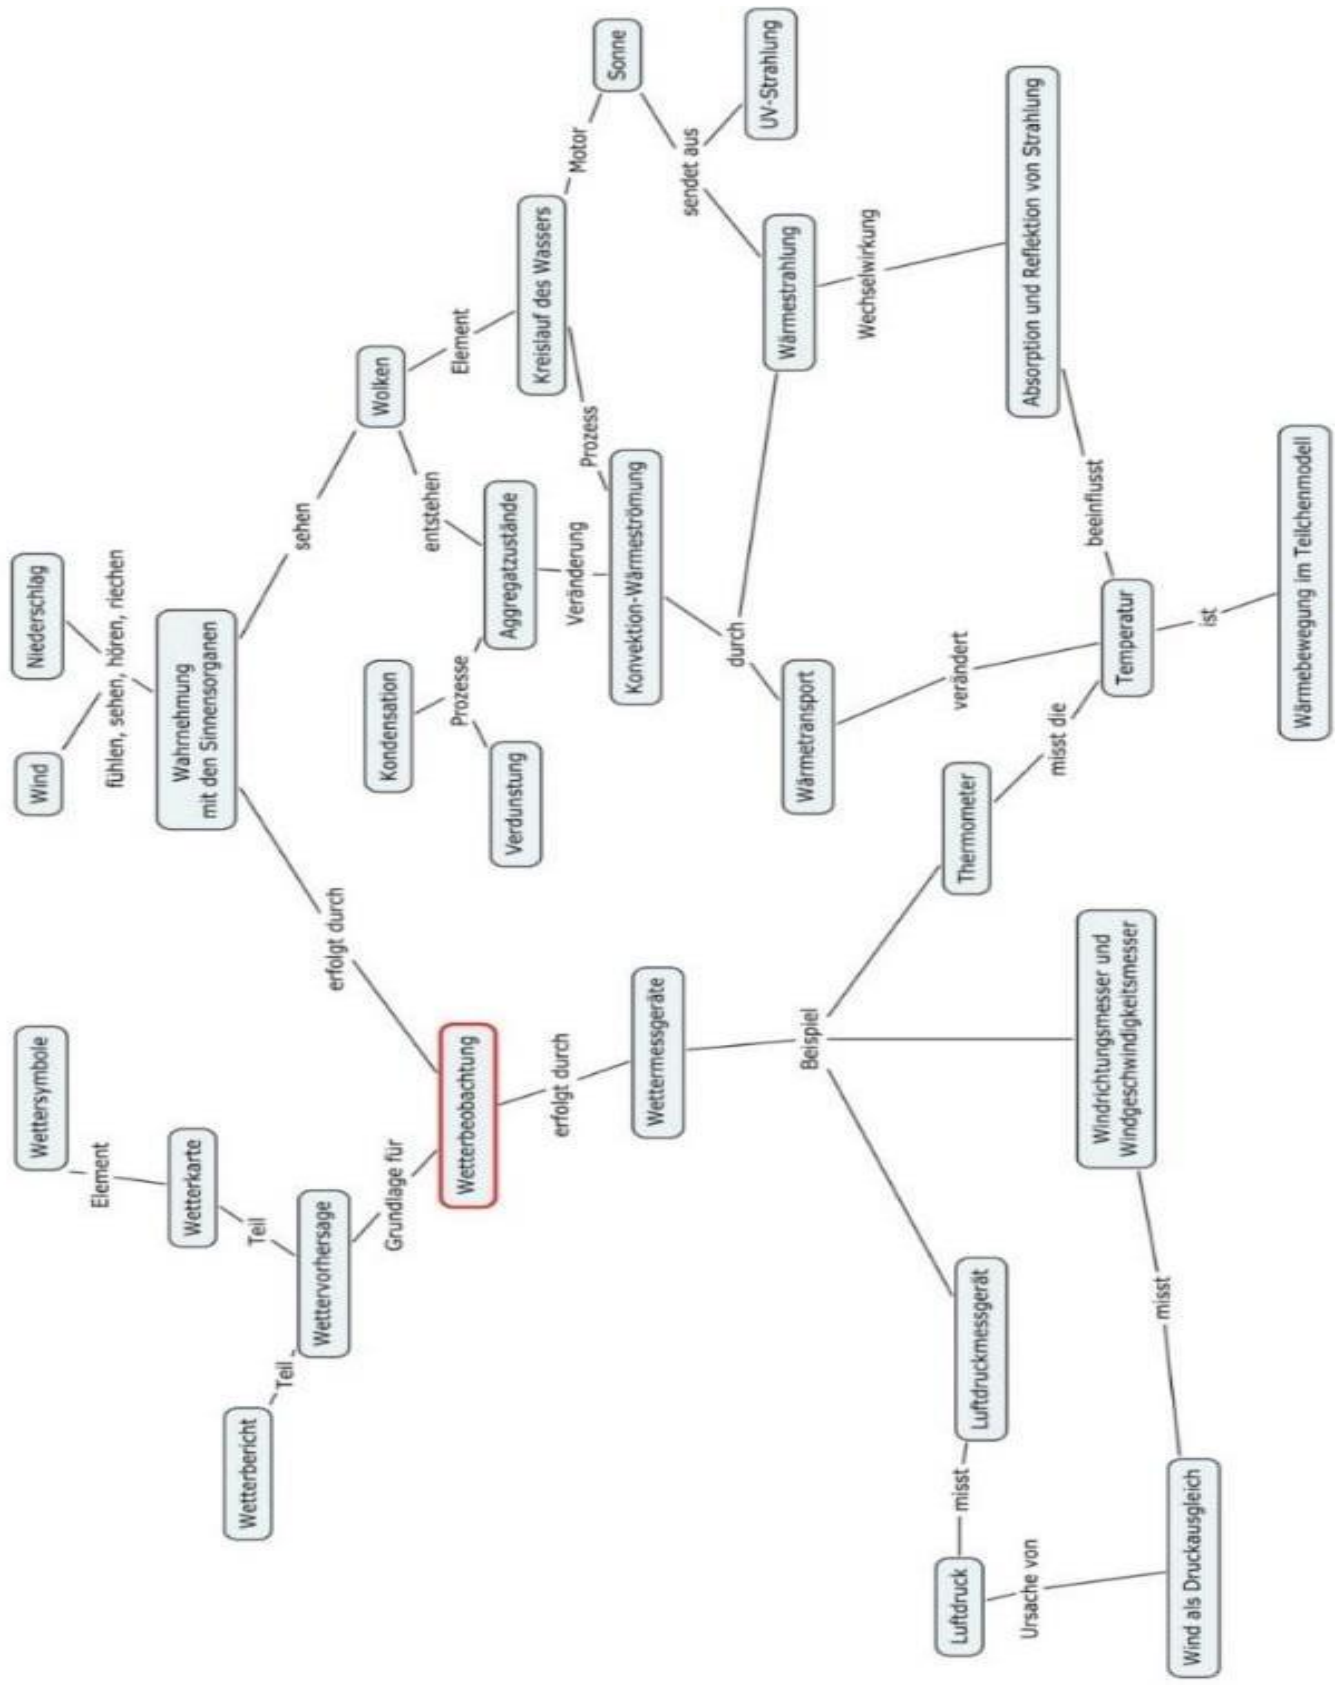 Wettersymbole
Wind
Niederschlag
Element
fühlen, sehen, hören, riechen
Wetterkarte
Wahrnehmung
mit den Sinnensorganen
Wetterbericht
Teil
Teil
Wettervorhersage
erfolgt durch
sehen
Grundlage für
Kondensation
Wolken
Wetterbeobachtung
Prozesse
entstehen
Element
Verdunstung
Aggregatzustände
Kreislauf des Wassers
erfolgt durch
Veränderung
Prozess
Motor
Wettermessgeräte
Konvektion-Wärmeströmung
Sonne
durch
sendet aus
Beispiel
Wärmetransport
Wärmestrahlung
UV-Strahlung
Wechselwirkung
Luftdruck
misst
Luftdruckmessgerät
Thermometer
verändert
Ursache von
misst die
Absorption und Reflektion von Strahlung
beeinflusst
Windrichtungsmesser und
Windgeschwindigkeitsmesser
Temperatur
misst
Wind als Druckausgleich
ist
Wärmebewegung im Teilchenmodell